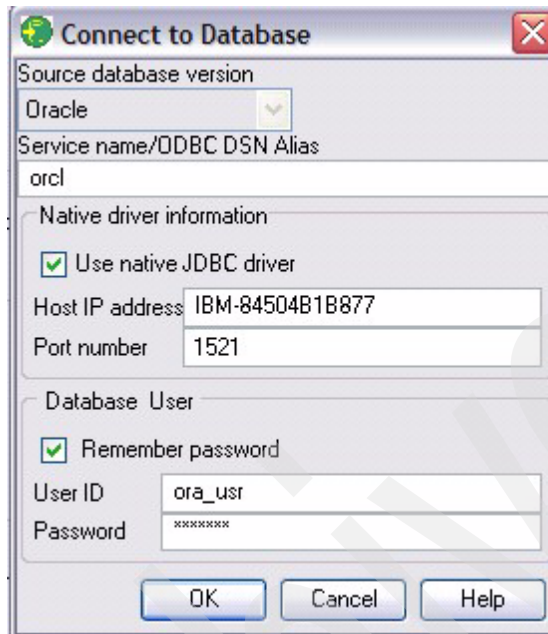 Connect to Database
Source database version
Oracle
Service name/ODBC DSN Alias
orcl
Native driver information
Use native JDBC driver
Host IP address IBM-84504B1B877
Port number 1521
Database User
Remember password
User ID ora_usr
Password *******
OK Cancel Help